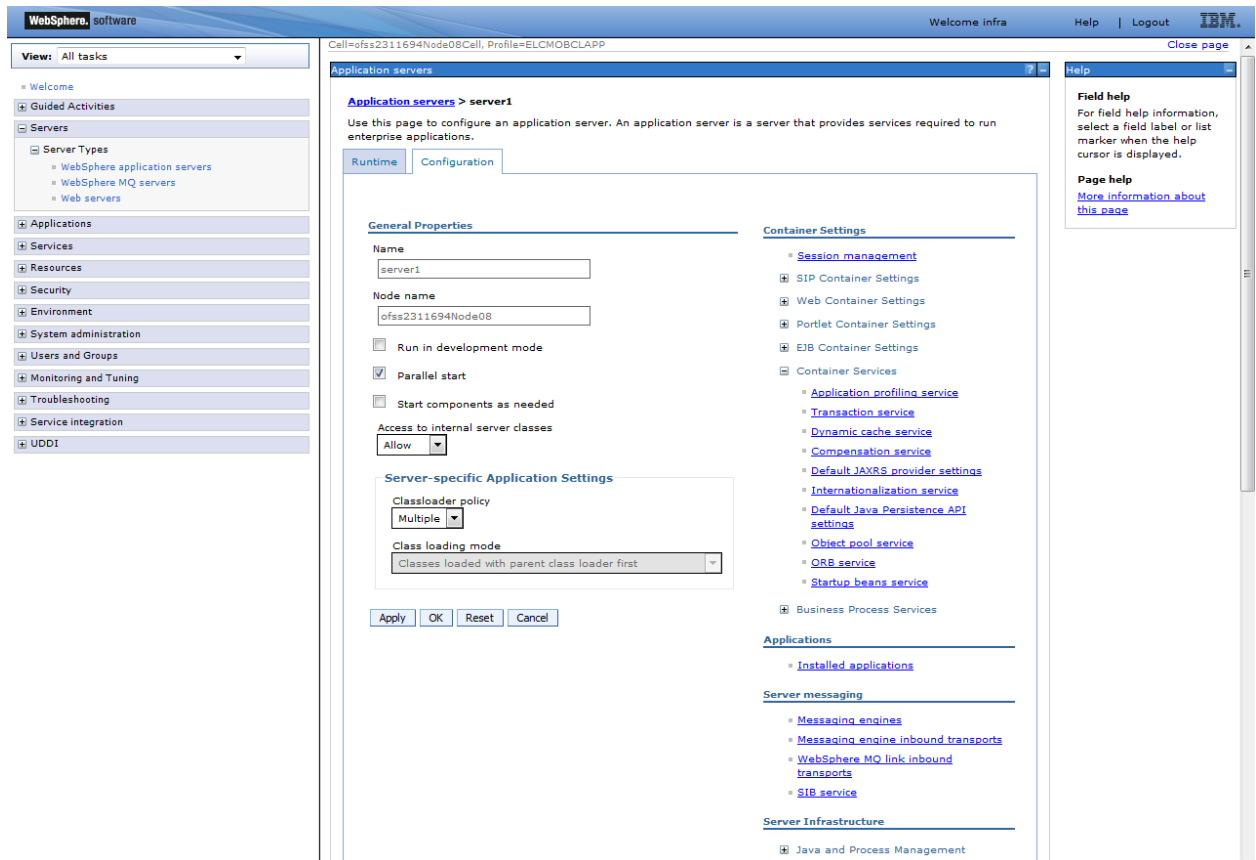 WebSphere. software
Welcome infra
Help | Logout
IBM.
View: All tasks
Welcome
Guided Activities
Servers
Server Types
WebSphere application servers
WebSphere MQ servers
Web servers
Applications
Services
Resources
Security
Environment
System administration
Users and Groups
Monitoring and Tuning
Troubleshooting
Service integration
UDDI
Cell=ofss2311694Node08Cell, Profile=ELCMOBCLAPP
Close page
Application servers
? –
Application servers > server1
Use this page to configure an application server. An application server is a server that provides services required to run
enterprise applications.
Runtime
Configuration
General Properties
Name
server1
Node name
ofss2311694Node08
Run in development mode
Parallel start
Start components as needed
Access to internal server classes
Allow
Server-specific Application Settings
Classloader policy
Multiple
Class loading mode
Classes loaded with parent class loader first
Apply
OK
Reset
Cancel
Container Settings
Session management
SIP Container Settings
Web Container Settings
Portlet Container Settings
EJB Container Settings
Container Services
Application profiling service
Transaction service
Dynamic cache service
Compensation service
Default JAXRS provider settings
Internationalization service
Default Java Persistence API
settings
Object pool service
ORB service
Startup beans service
Business Process Services
Applications
Installed applications
Server messaging
Messaging engines
Messaging engine inbound transports
WebSphere MQ link inbound
transports
SIB service
Server Infrastructure
Java and Process Management
Help
Field help
For field help information,
select a field label or list
marker when the help
cursor is displayed.
Page help
More information about
this page